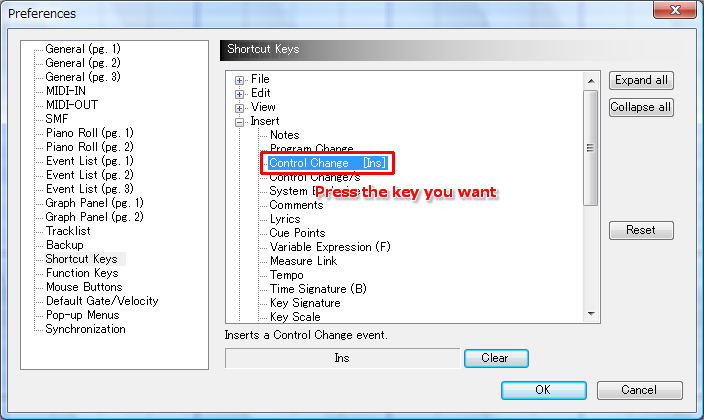 Preferences
General (pg. 1)
General (pg. 2)
General (pg. 3)
MIDI-IN
MIDI-OUT
SMF
Piano Roll (pg. 1)
Piano Roll (pg. 2)
Event List (pg. 1)
Event List (pg. 2)
Event List (pg. 3)
Graph Panel (pg. 1)
Graph Panel (pg. 2)
Tracklist
Backup
Shortcut Keys
Function Keys
Mouse Buttons
Default Gate/Velocity
Pop-up Menus
Synchronization
Shortcut Keys
File
Edit
View
Insert
Notes
Program Change
Control Change [Ins]
Control Change/s
System
Press the key you want
Comments
Lyrics
Cue Points
Variable Expression (F)
Measure Link
Tempo
Time Signature (B)
Key Signature
Key Scale
Expand all
Collapse all
Reset
Inserts a Control Change event.
Ins
Clear
OK
Cancel